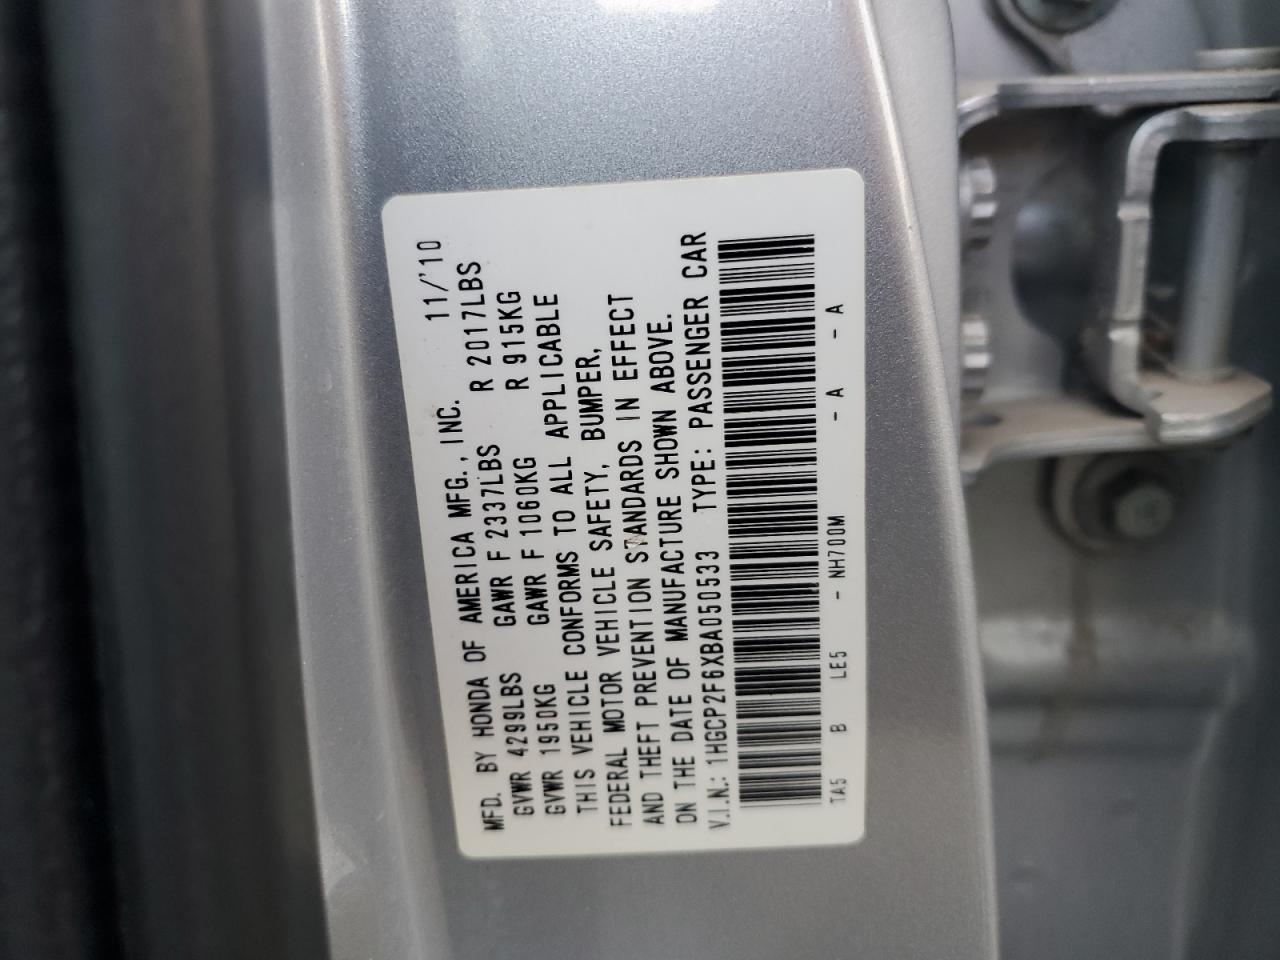 MFD. BY HONDA OF AMERICA MFG., INC. 11/'10
GVWR 4299LBS GAWR F 2337LBS R 2017LBS
GVWR 1950KG GAWR F 1060KG R 915KG
THIS VEHICLE CONFORMS TO ALL APPLICABLE
FEDERAL MOTOR VEHICLE SAFETY, BUMPER,
AND THEFT PREVENTION STANDARDS IN EFFECT
ON THE DATE OF MANUFACTURE SHOWN ABOVE.
V.I.N.: 1HGCP2F6XBA050533 TYPE: PASSENGER CAR
TA5 B LE5 - NH700M - A - A